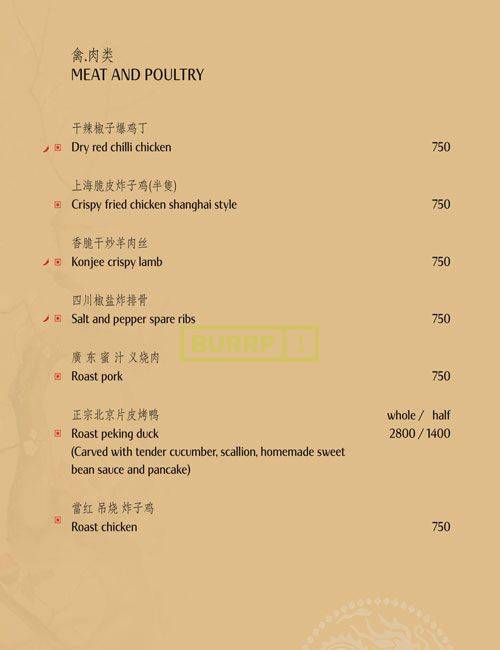 禽.肉类
MEAT AND POULTRY
干辣椒子爆鸡丁
Dry red chilli chicken 750
上海脆皮炸子鸡(半隻)
Crispy fried chicken shanghai style 750
香脆干炒羊肉丝
Konjee crispy lamb 750
四川椒盐炸排骨
Salt and pepper spare ribs 750
BURRP!
廣东蜜汁义烧肉
Roast pork 750
正宗北京片皮烤鸭 whole / half
Roast peking duck 2800 / 1400
(Carved with tender cucumber, scallion, homemade sweet
bean sauce and pancake)
當红吊烧炸子鸡
Roast chicken 750